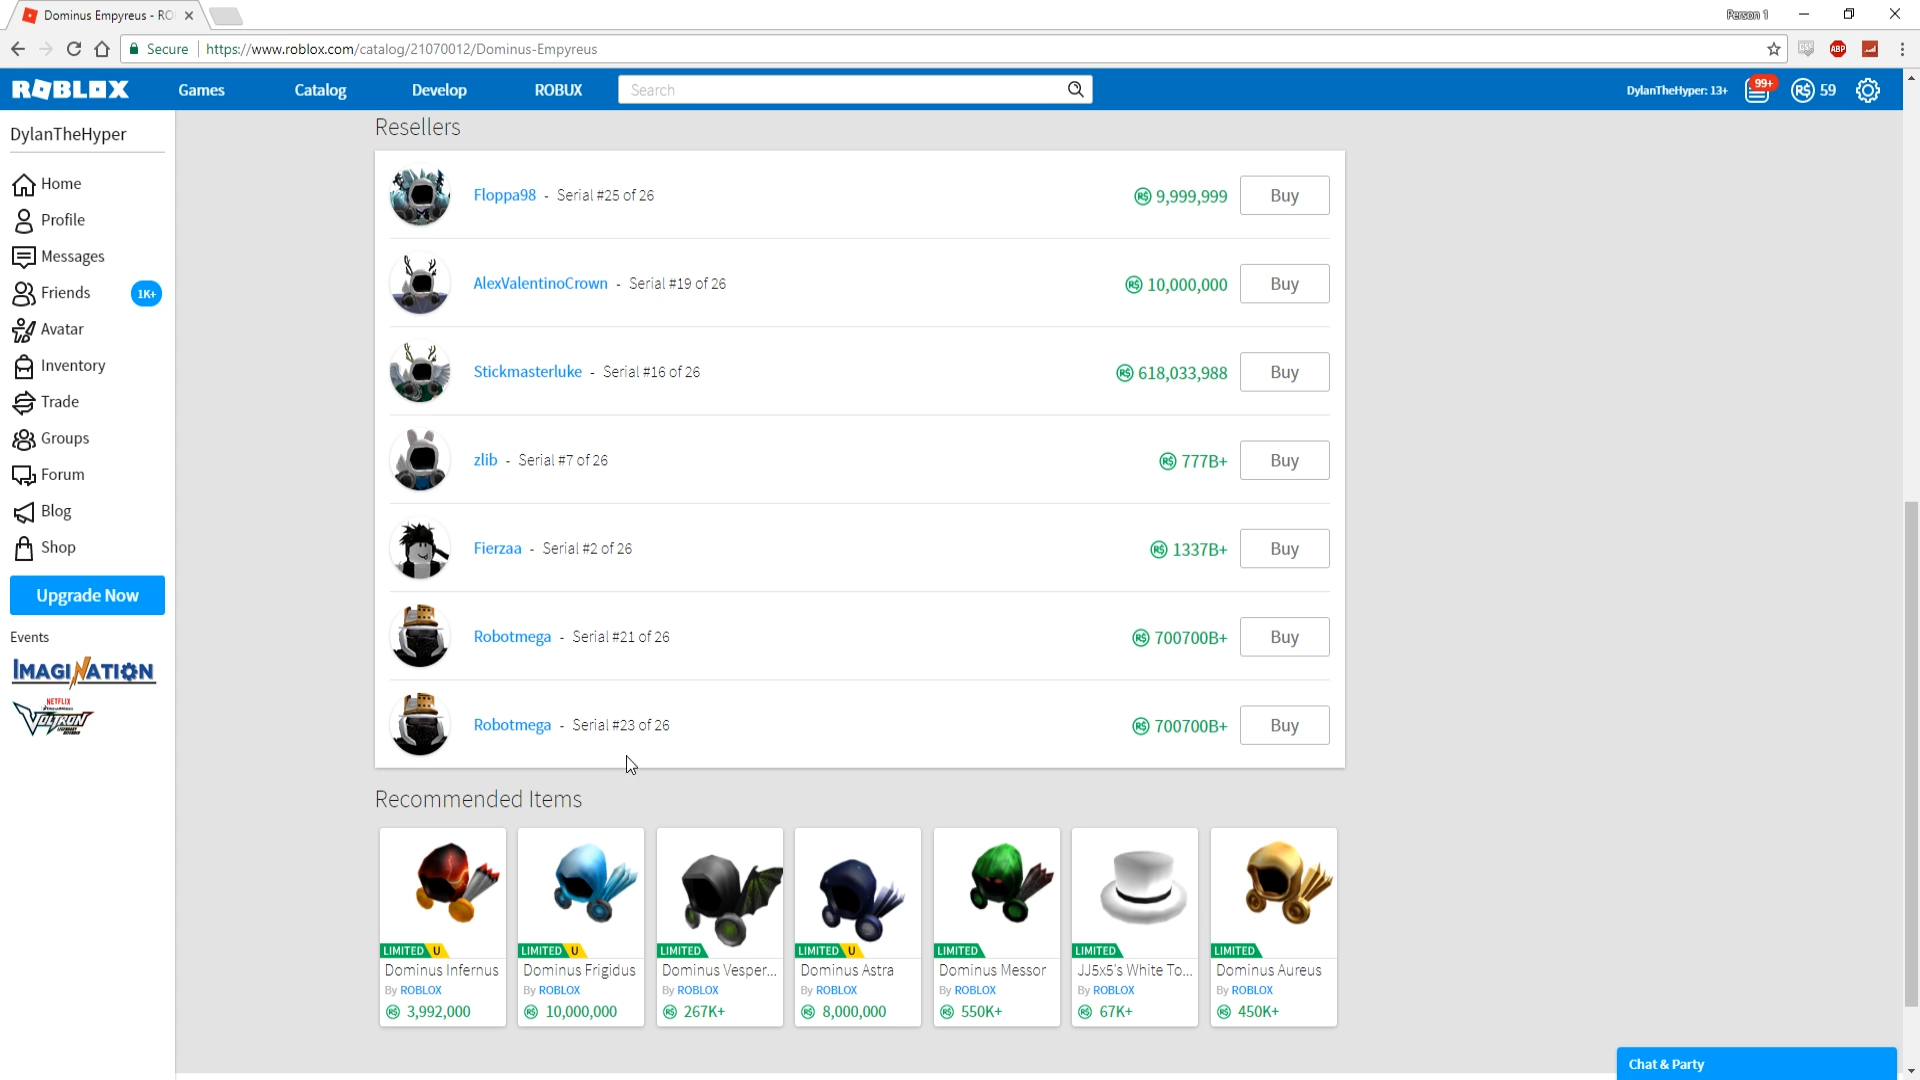 Dominus Empyreus - RO
Person 1
Secure
https://www.roblox.com/catalog/21070012/Dominus-Empyreus
ABP
ROBLOX
Games
Catalog
Develop
ROBUX
Search
DylanTheHyper: 13+
99+
R$ 59
DylanTheHyper
Home
Profile
Messages
Friends
1K+
Avatar
Inventory
Trade
Groups
Forum
Blog
Shop
Upgrade Now
Events
IMAGINATION
NETFLIX
VOLTRON
Resellers
Floppa98 - Serial #25 of 26
R$ 9,999,999
Buy
AlexValentinoCrown - Serial #19 of 26
R$ 10,000,000
Buy
Stickmasterluke - Serial #16 of 26
R$ 618,033,988
Buy
zlib - Serial #7 of 26
R$ 777B+
Buy
Fierzaa - Serial #2 of 26
R$ 1337B+
Buy
Robotmega - Serial #21 of 26
R$ 700700B+
Buy
Robotmega - Serial #23 of 26
R$ 700700B+
Buy
Recommended Items
LIMITED U
Dominus Infernus
By ROBLOX
R$ 3,992,000
LIMITED U
Dominus Frigidus
By ROBLOX
R$ 10,000,000
LIMITED
Dominus Vesper...
By ROBLOX
R$ 267K+
LIMITED U
Dominus Astra
By ROBLOX
R$ 8,000,000
LIMITED
Dominus Messor
By ROBLOX
R$ 550K+
LIMITED
JJ5x5's White To...
By ROBLOX
R$ 67K+
LIMITED
Dominus Aureus
By ROBLOX
R$ 450K+
Chat & Party